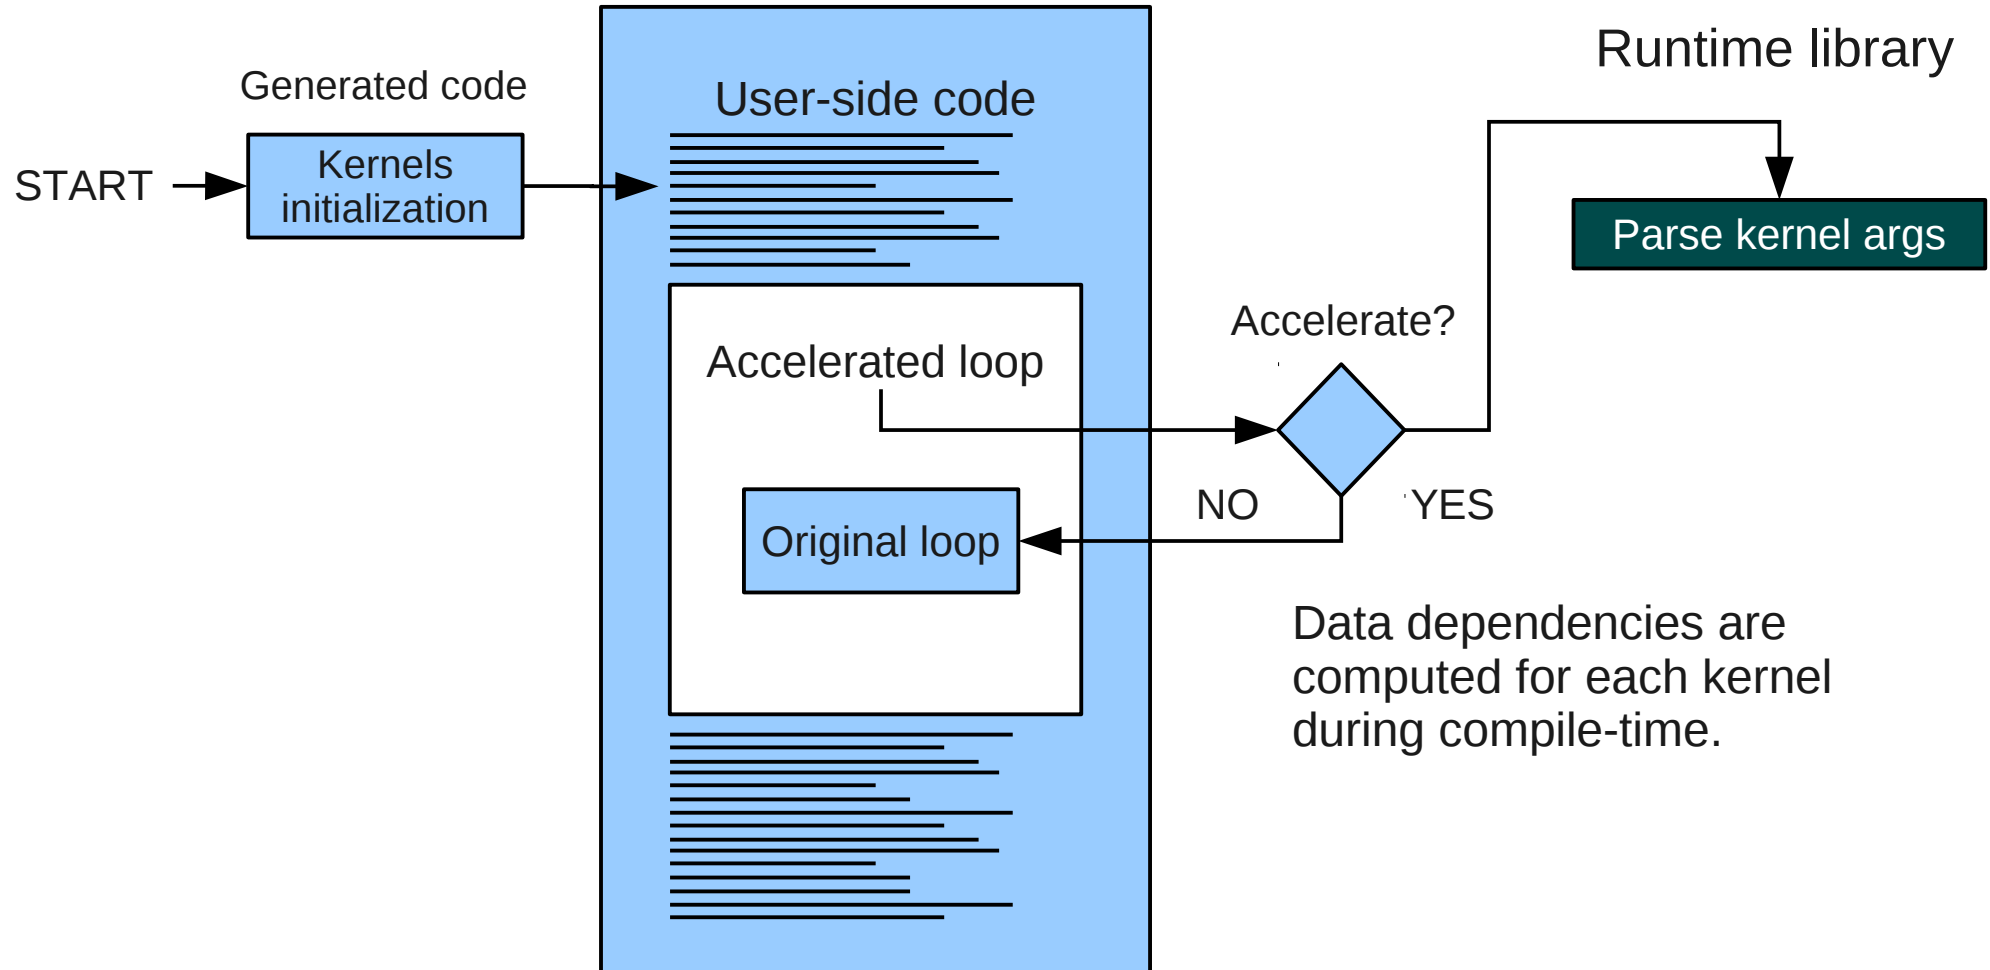 Runtime library
Generated code
User-side code
START
Kernels
initialization
Parse kernel args
Accelerate?
Accelerated loop
NO
YES
Original loop
Data dependencies are
computed for each kernel
during compile-time.